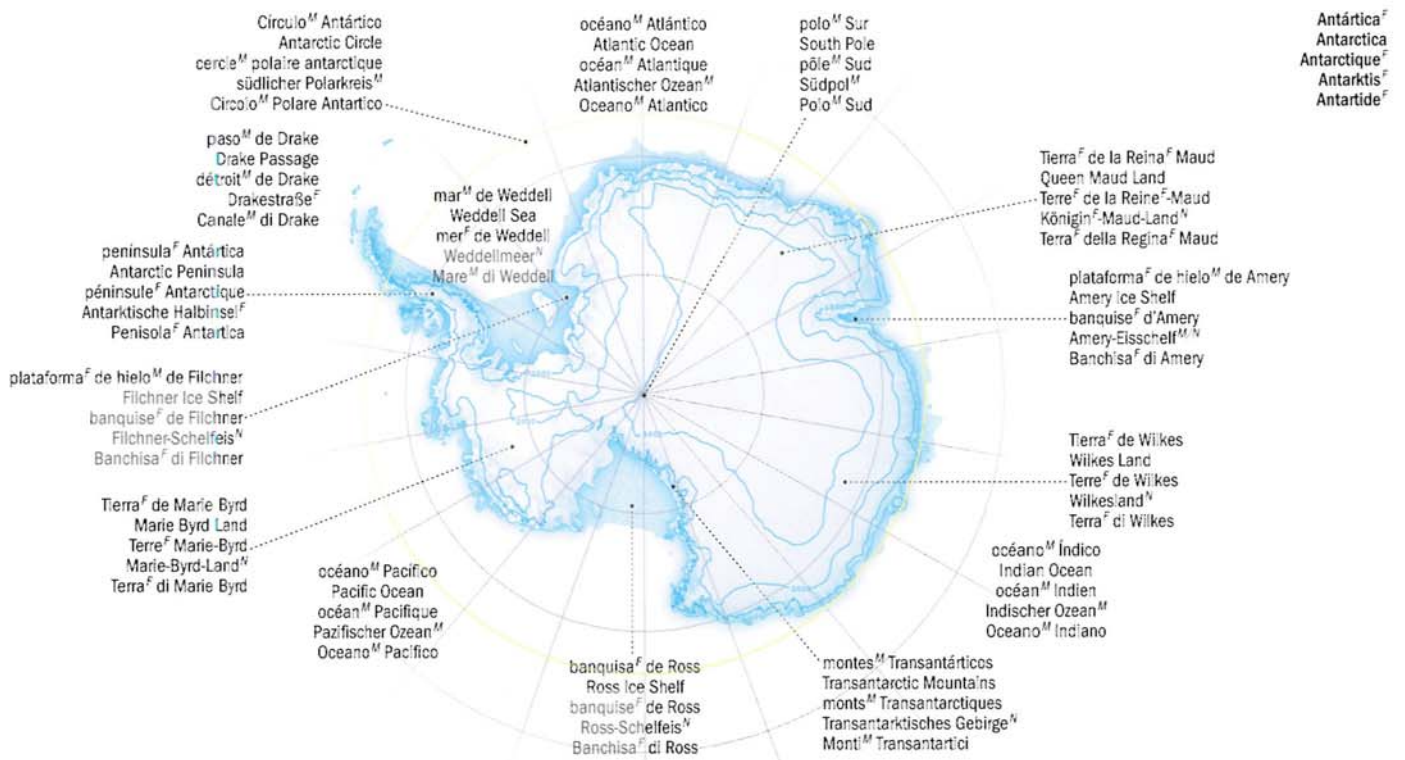 Antártica^F
Antarctica
Antarctique^F
Antarktis^F
Antartide^F
Círculo^M Antártico
Antarctic Circle
cercle^M polaire antarctique
südlicher Polarkreis^M
Circolo^M Polare Antartico
océano^M Atlántico
Atlantic Ocean
océan^M Atlantique
Atlantischer Ozean^M
Oceano^M Atlantico
polo^M Sur
South Pole
pôle^M Sud
Südpol^M
Polo^M Sud
paso^M de Drake
Drake Passage
détroit^M de Drake
Drakestraße^F
Canale^M di Drake
mar^M de Weddell
Weddell Sea
mer^F de Weddell
Weddellmeer^N
Mare^M di Weddell
Tierra^F de la Reina^F Maud
Queen Maud Land
Terre^F de la Reine^F-Maud
Königin^F-Maud-Land^N
Terra^F della Regina^F Maud
península^F Antártica
Antarctic Peninsula
péninsule^F Antarctique
Antarktische Halbinsel^F
Penisola^F Antartica
plataforma^F de hielo^M de Amery
Amery Ice Shelf
banquise^F d'Amery
Amery-Eisschelf^M/N
Banchisa^F di Amery
plataforma^F de hielo^M de Filchner
Filchner Ice Shelf
banquise^F de Filchner
Filchner-Schelfeis^N
Banchisa^F di Filchner
Tierra^F de Wilkes
Wilkes Land
Terre^F de Wilkes
Wilkesland^N
Terra^F di Wilkes
Tierra^F de Marie Byrd
Marie Byrd Land
Terre^F Marie-Byrd
Marie-Byrd-Land^N
Terra^F di Marie Byrd
océano^M Pacífico
Pacific Ocean
océan^M Pacifique
Pazifischer Ozean^M
Oceano^M Pacifico
océano^M Índico
Indian Ocean
océan^M Indien
Indischer Ozean^M
Oceano^M Indiano
banquisa^F de Ross
Ross Ice Shelf
banquise^F de Ross
Ross-Schelfeis^N
Banchisa^F di Ross
montes^M Transantárticos
Transantarctic Mountains
monts^M Transantarctiques
Transantarktisches Gebirge^N
Monti^M Transantartici